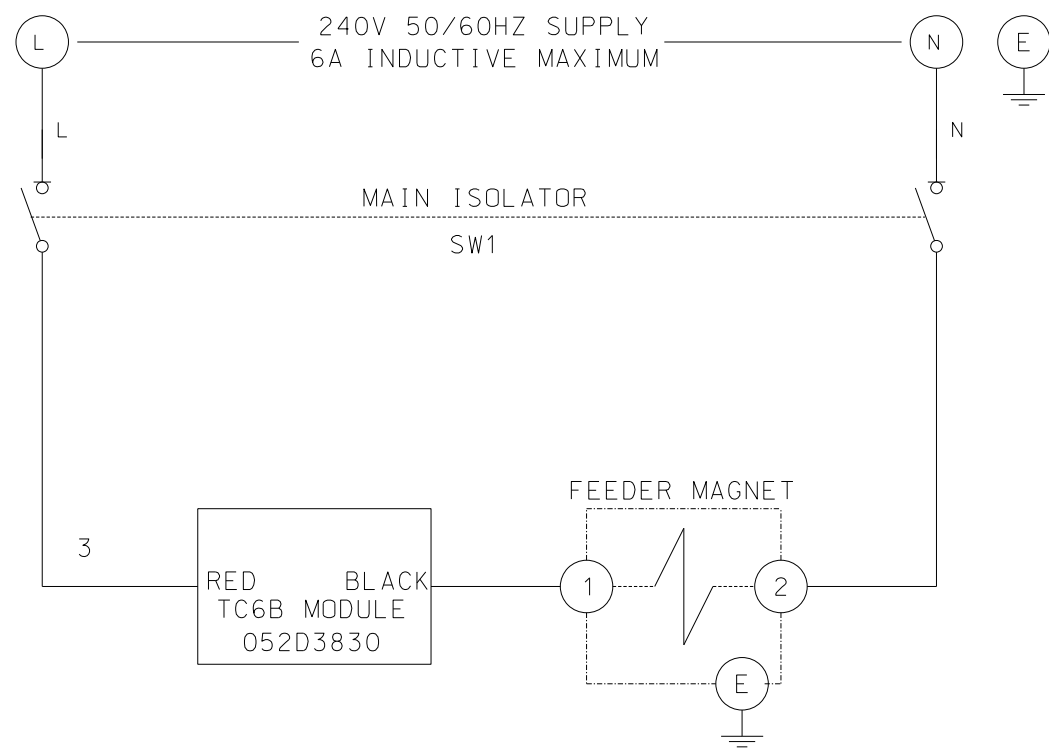 L
240V 50/60HZ SUPPLY
6A INDUCTIVE MAXIMUM
N
E
L
N
MAIN ISOLATOR
SW1
FEEDER MAGNET
3
RED BLACK
TC6B MODULE
052D3830
1
2
E